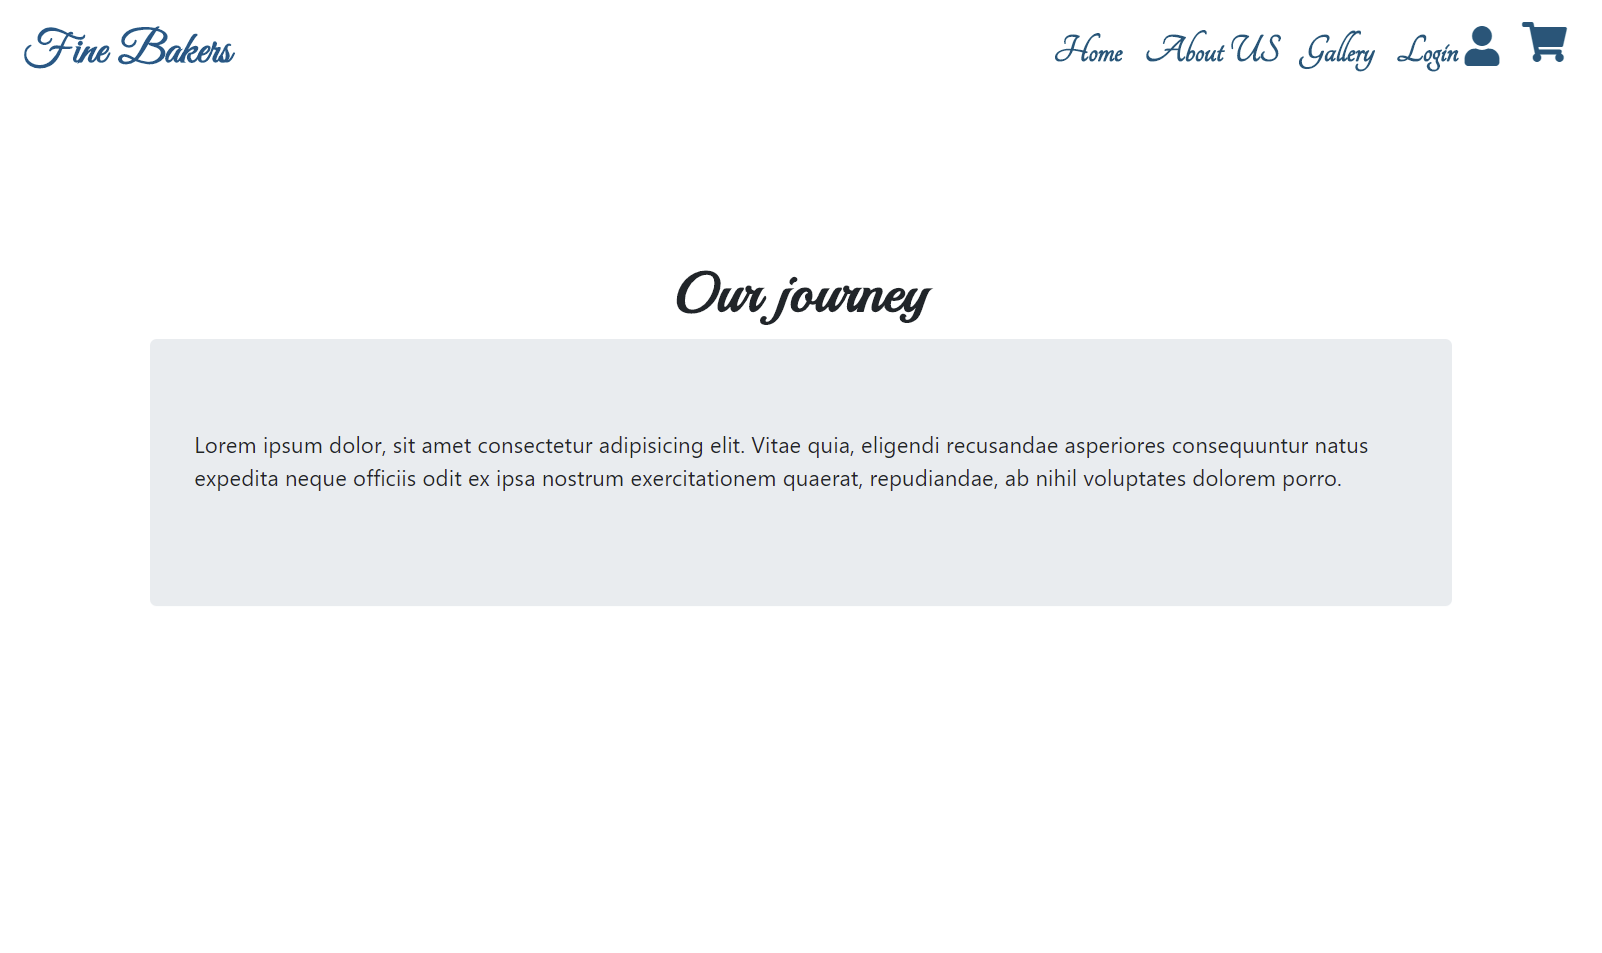 Fine Bakers
Home About US Gallery Login
Our journey
Lorem ipsum dolor, sit amet consectetur adipisicing elit. Vitae quia, eligendi recusandae asperiores consequuntur natus
expedita neque officiis odit ex ipsa nostrum exercitationem quaerat, repudiandae, ab nihil voluptates dolorem porro.